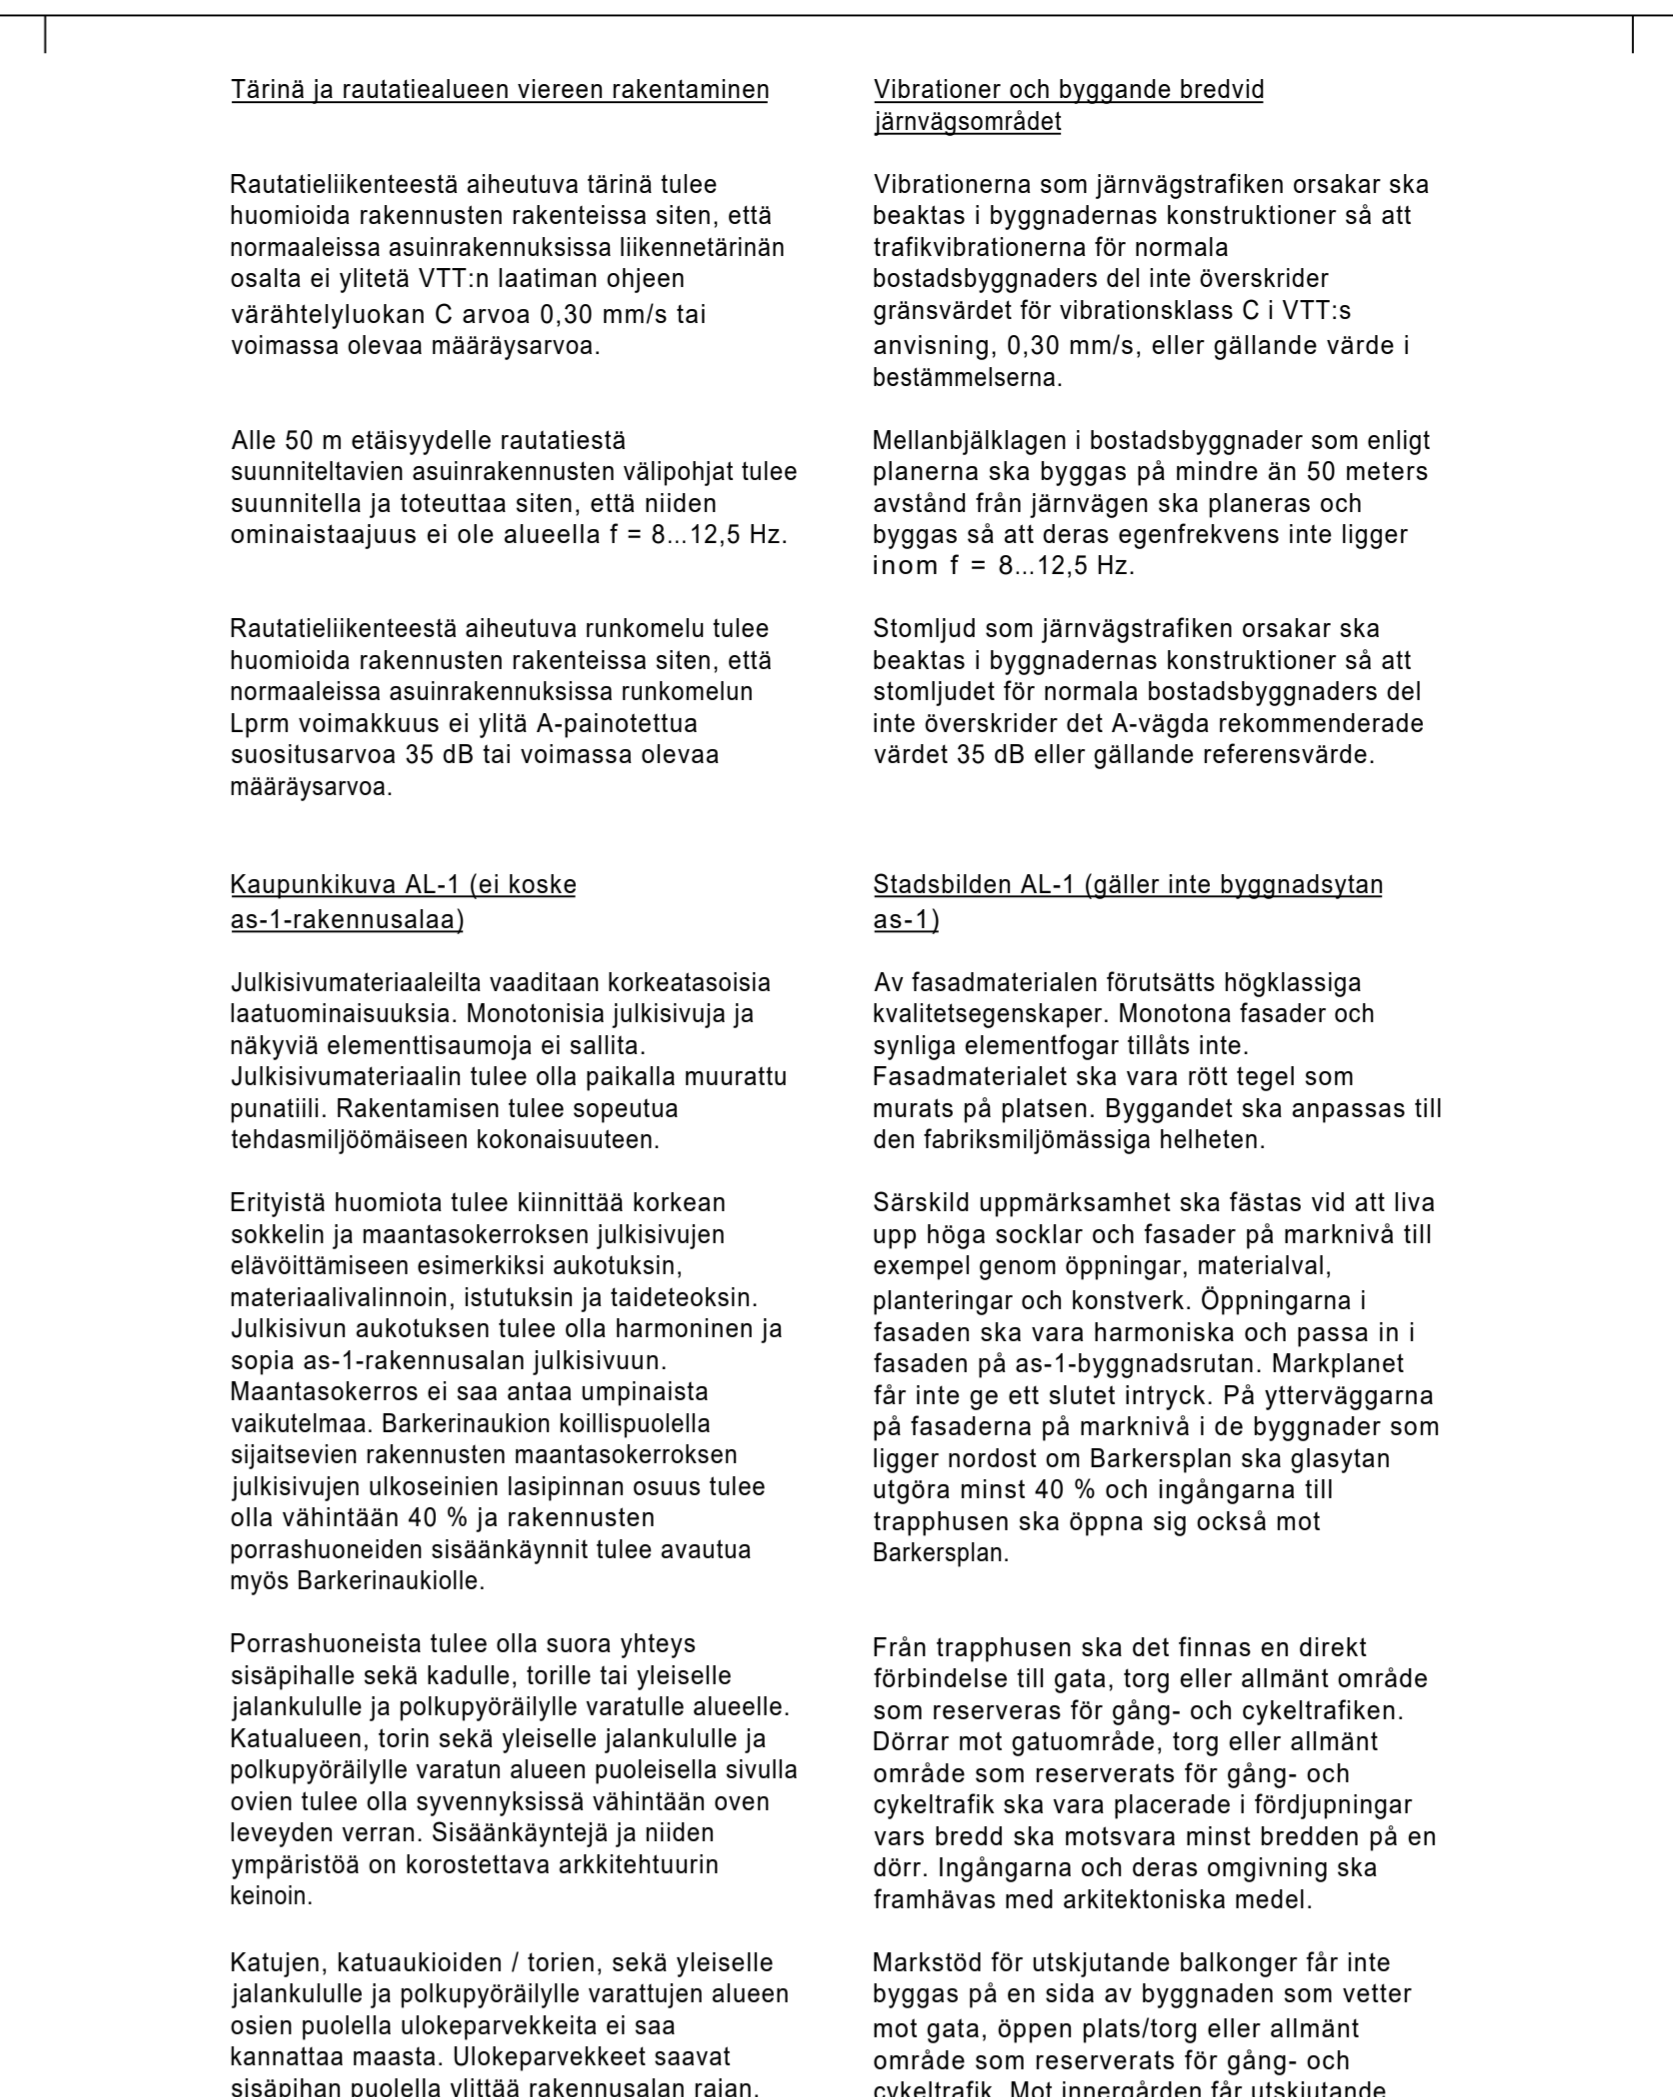 Tärinä ja rautatiealueen viereen rakentaminen
Rautatieliikenteestä aiheutuva tärinä tulee
huomioida rakennusten rakenteissa siten, että
normaaleissa asuinrakennuksissa liikennetärinän
osalta ei ylitetä VTT:n laatiman ohjeen
värähtelyluokan C arvoa 0,30 mm/s tai
voimassa olevaa määräysarvoa.
Alle 50 m etäisyydelle rautatiestä
suunniteltavien asuinrakennusten välipohjat tulee
suunnitella ja toteuttaa siten, että niiden
ominaistaajuus ei ole alueella f = 8...12,5 Hz.
Rautatieliikenteestä aiheutuva runkomelu tulee
huomioida rakennusten rakenteissa siten, että
normaaleissa asuinrakennuksissa runkomelun
Lprm voimakkuus ei ylitä A-painotettua
suositusarvoa 35 dB tai voimassa olevaa
määräysarvoa.
Kaupunkikuva AL-1 (ei koske
as-1-rakennusalaa)
Julkisivumateriaaleilta vaaditaan korkeatasoisia
laatuominaisuuksia. Monotonisia julkisivuja ja
näkyviä elementtisaumoja ei sallita.
Julkisivumateriaalin tulee olla paikalla muurattu
punatiili. Rakentamisen tulee sopeutua
tehdasmiljöömäiseen kokonaisuuteen.
Erityistä huomiota tulee kiinnittää korkean
sokkelin ja maantasokerroksen julkisivujen
elävöittämiseen esimerkiksi aukotuksin,
materiaalivalinnoin, istutuksin ja taideteoksin.
Julkisivun aukotuksen tulee olla harmoninen ja
sopia as-1-rakennusalan julkisivuun.
Maantasokerros ei saa antaa umpinaista
vaikutelmaa. Barkerinaukion koillispuolella
sijaitsevien rakennusten maantasokerroksen
julkisivujen ulkoseinien lasipinnan osuus tulee
olla vähintään 40 % ja rakennusten
porrashuoneiden sisäänkäynnit tulee avautua
myös Barkerinaukiolle.
Porrashuoneista tulee olla suora yhteys
sisäpihalle sekä kadulle, torille tai yleiselle
jalankululle ja polkupyöräilylle varatulle alueelle.
Katualueen, torin sekä yleiselle jalankululle ja
polkupyöräilylle varatun alueen puoleisella sivulla
ovien tulee olla syvennyksissä vähintään oven
leveyden verran. Sisäänkäyntejä ja niiden
ympäristöä on korostettava arkkitehtuurin
keinoin.
Katujen, katuaukioiden / torien, sekä yleiselle
jalankululle ja polkupyöräilylle varattujen alueen
osien puolella ulokeparvekkeita ei saa
kannattaa maasta. Ulokeparvekkeet saavat
sisäpihan puolella ylittää rakennusalan rajan.
Vibrationer och byggande bredvid
järnvägsområdet
Vibrationerna som järnvägstrafiken orsakar ska
beaktas i byggnadernas konstruktioner så att
trafikvibrationerna för normala
bostadsbyggnaders del inte överskrider
gränsvärdet för vibrationsklass C i VTT:s
anvisning, 0,30 mm/s, eller gällande värde i
bestämmelserna.
Mellanbjälklagen i bostadsbyggnader som enligt
planerna ska byggas på mindre än 50 meters
avstånd från järnvägen ska planeras och
byggas så att deras egenfrekvens inte ligger
inom f = 8...12,5 Hz.
Stomljud som järnvägstrafiken orsakar ska
beaktas i byggnadernas konstruktioner så att
stomljudet för normala bostadsbyggnaders del
inte överskrider det A-vägda rekommenderade
värdet 35 dB eller gällande referensvärde.
Stadsbilden AL-1 (gäller inte byggnadsytan
as-1)
Av fasadmaterialen förutsätts högklassiga
kvalitetsegenskaper. Monotona fasader och
synliga elementfogar tillåts inte.
Fasadmaterialet ska vara rött tegel som
murats på platsen. Byggandet ska anpassas till
den fabriksmiljömässiga helheten.
Särskild uppmärksamhet ska fästas vid att liva
upp höga socklar och fasader på marknivå till
exempel genom öppningar, materialval,
planteringar och konstverk. Öppningarna i
fasaden ska vara harmoniska och passa in i
fasaden på as-1-byggnadsrutan. Markplanet
får inte ge ett slutet intryck. På ytterväggarna
på fasaderna på marknivå i de byggnader som
ligger nordost om Barkersplan ska glasytan
utgöra minst 40 % och ingångarna till
trapphusen ska öppna sig också mot
Barkersplan.
Från trapphusen ska det finnas en direkt
förbindelse till gata, torg eller allmänt område
som reserveras för gång- och cykeltrafiken.
Dörrar mot gatuområde, torg eller allmänt
område som reserverats för gång- och
cykeltrafik ska vara placerade i fördjupningar
vars bredd ska motsvara minst bredden på en
dörr. Ingångarna och deras omgivning ska
framhävas med arkitektoniska medel.
Markstöd för utskjutande balkonger får inte
byggas på en sida av byggnaden som vetter
mot gata, öppen plats/torg eller allmänt
område som reserverats för gång- och
cykeltrafik. Mot innergården får utskjutande